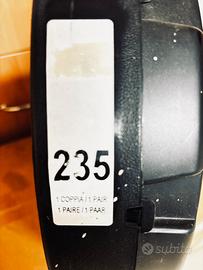 235
1 COPPIA / 1 PAIR
1 PAIRE / 1 PAAR
subito